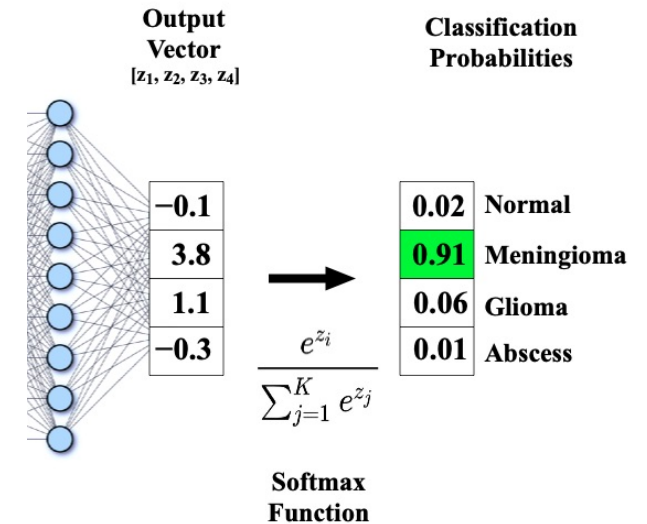 Output
Vector
[z₁, z₂, z₃, z₄]
Classification
Probabilities
−0.1
3.8
1.1
−0.3
0.02 Normal
0.91 Meningioma
0.06 Glioma
0.01 Abscess
e^{z_i}
∑_{j=1}^{K} e^{z_j}
Softmax
Function